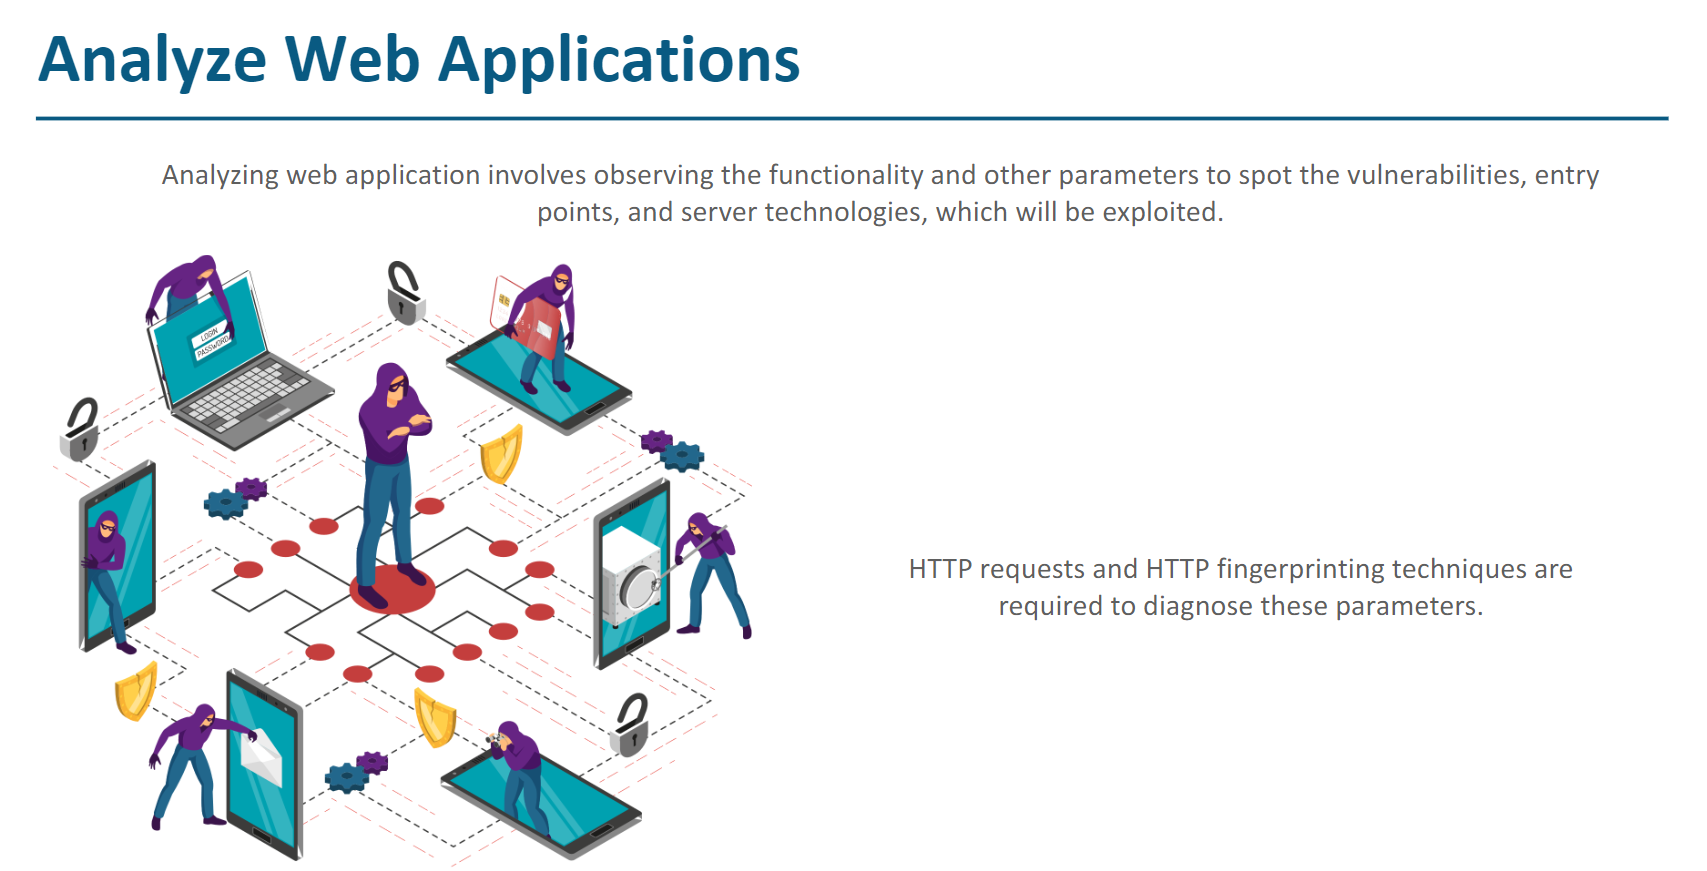 Analyze Web Applications
Analyzing web application involves observing the functionality and other parameters to spot the vulnerabilities, entry
points, and server technologies, which will be exploited.
LOGIN
PASSWORD
HTTP requests and HTTP fingerprinting techniques are
required to diagnose these parameters.